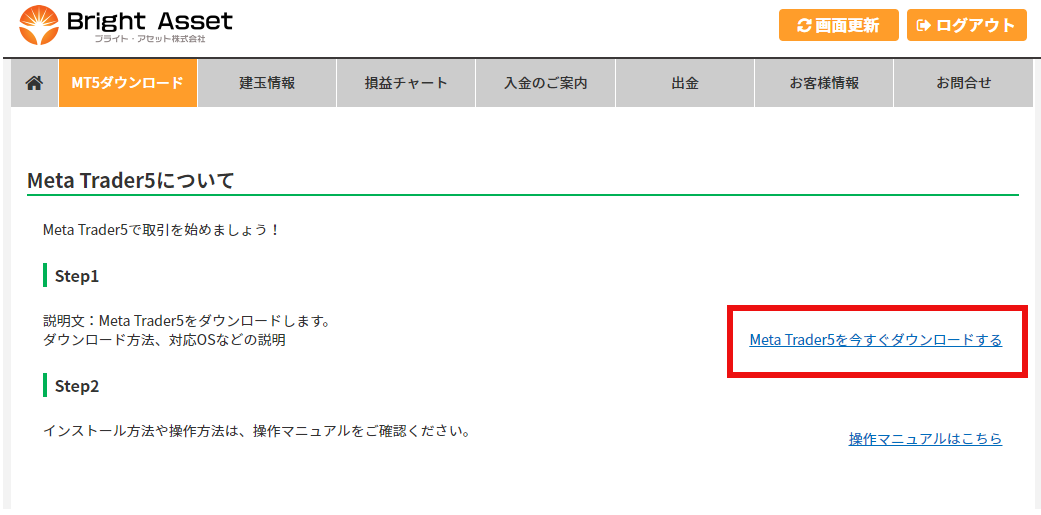 Bright Asset
ブライト・アセット株式会社
画面更新
ログアウト
MT5ダウンロード
建玉情報
損益チャート
入金のご案内
出金
お客様情報
お問合せ
Meta Trader5について
Meta Trader5で取引を始めましょう！
Step1
説明文：Meta Trader5をダウンロードします。
ダウンロード方法、対応OSなどの説明
Meta Trader5を今すぐダウンロードする
Step2
インストール方法や操作方法は、操作マニュアルをご確認ください。
操作マニュアルはこちら